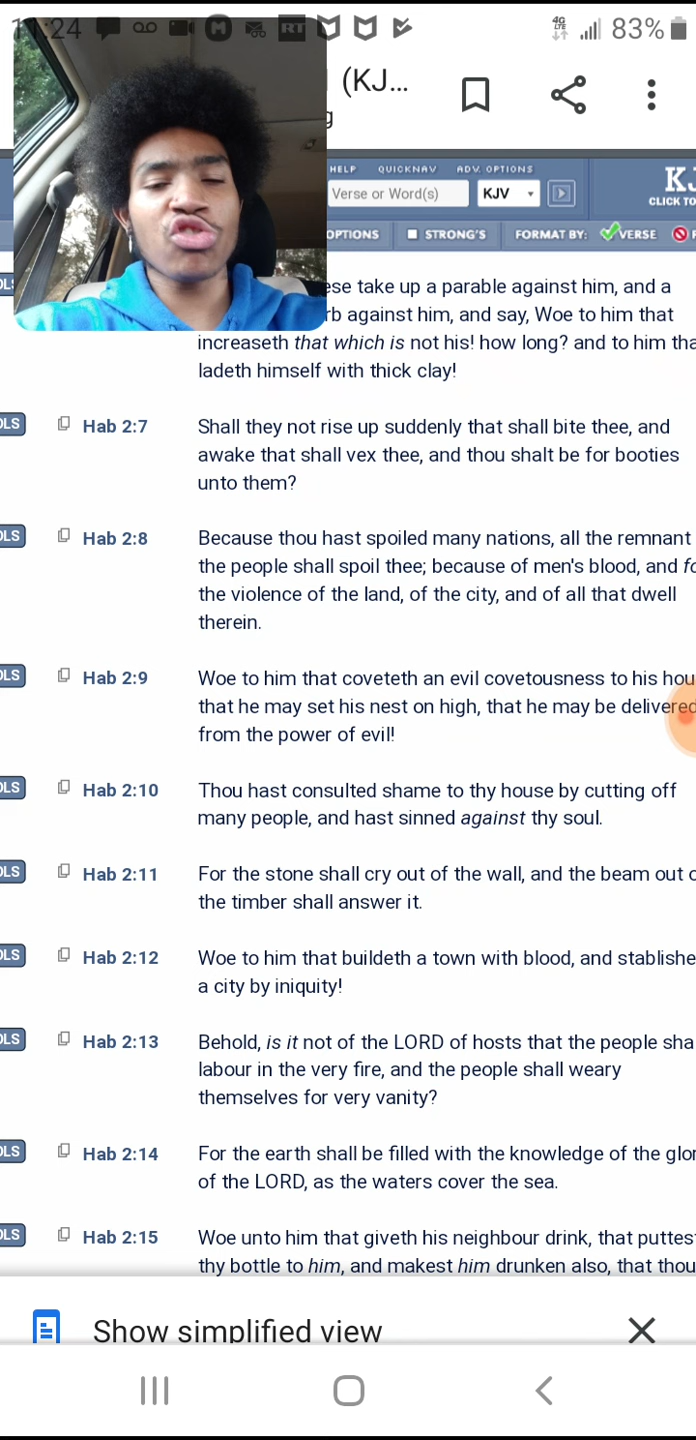 11:24 RT 4G LTE 83%
(KJ...
g
HELP QUICKNAV ADV. OPTIONS
Verse or Word(s) KJV KJ
CLICK TO
OPTIONS STRONG'S FORMAT BY: VERSE
ese take up a parable against him, and a
rb against him, and say, Woe to him that
increaseth that which is not his! how long? and to him tha
ladeth himself with thick clay!
OLS Hab 2:7 Shall they not rise up suddenly that shall bite thee, and
awake that shall vex thee, and thou shalt be for booties
unto them?
OLS Hab 2:8 Because thou hast spoiled many nations, all the remnant
the people shall spoil thee; because of men's blood, and fo
the violence of the land, of the city, and of all that dwell
therein.
OLS Hab 2:9 Woe to him that coveteth an evil covetousness to his hou
that he may set his nest on high, that he may be delivered
from the power of evil!
OLS Hab 2:10 Thou hast consulted shame to thy house by cutting off
many people, and hast sinned against thy soul.
OLS Hab 2:11 For the stone shall cry out of the wall, and the beam out o
the timber shall answer it.
OLS Hab 2:12 Woe to him that buildeth a town with blood, and stablishe
a city by iniquity!
OLS Hab 2:13 Behold, is it not of the LORD of hosts that the people sha
labour in the very fire, and the people shall weary
themselves for very vanity?
OLS Hab 2:14 For the earth shall be filled with the knowledge of the glor
of the LORD, as the waters cover the sea.
OLS Hab 2:15 Woe unto him that giveth his neighbour drink, that puttest
thy bottle to him, and makest him drunken also, that thou
Show simplified view